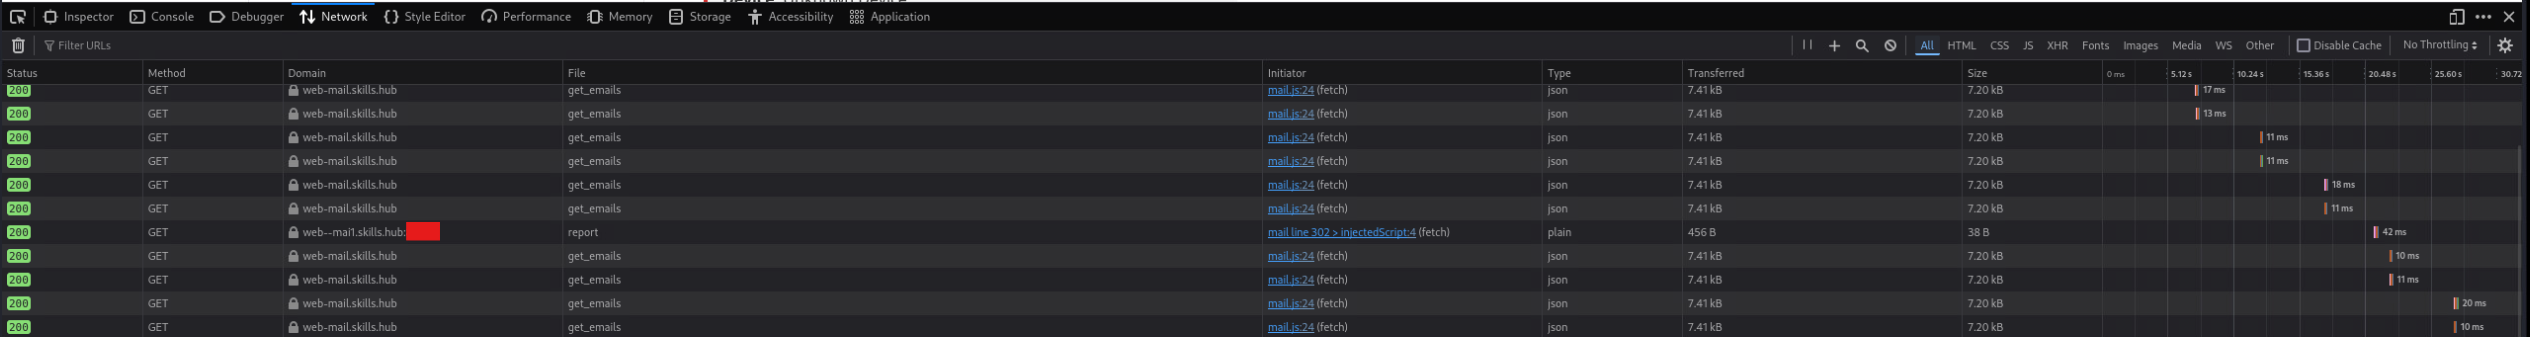 Inspector Console Debugger Network Style Editor Performance Memory Storage Accessibility Application
Filter URLs All HTML CSS JS XHR Fonts Images Media WS Other Disable Cache No Throttling
Status Method Domain File Initiator Type Transferred Size 0 ms 5.12 s 10.24 s 15.36 s 20.48 s 25.60 s 30.72
200 GET web-mail.skills.hub get_emails mail.js:24 (fetch) json 7.41 kB 7.20 kB 17 ms
200 GET web-mail.skills.hub get_emails mail.js:24 (fetch) json 7.41 kB 7.20 kB 13 ms
200 GET web-mail.skills.hub get_emails mail.js:24 (fetch) json 7.41 kB 7.20 kB 11 ms
200 GET web-mail.skills.hub get_emails mail.js:24 (fetch) json 7.41 kB 7.20 kB 11 ms
200 GET web-mail.skills.hub get_emails mail.js:24 (fetch) json 7.41 kB 7.20 kB 18 ms
200 GET web-mail.skills.hub get_emails mail.js:24 (fetch) json 7.41 kB 7.20 kB 11 ms
200 GET web--mai1.skills.hub: report mail line 302 > injectedScript:4 (fetch) plain 456 B 38 B 42 ms
200 GET web-mail.skills.hub get_emails mail.js:24 (fetch) json 7.41 kB 7.20 kB 10 ms
200 GET web-mail.skills.hub get_emails mail.js:24 (fetch) json 7.41 kB 7.20 kB 11 ms
200 GET web-mail.skills.hub get_emails mail.js:24 (fetch) json 7.41 kB 7.20 kB 20 ms
200 GET web-mail.skills.hub get_emails mail.js:24 (fetch) json 7.41 kB 7.20 kB 10 ms